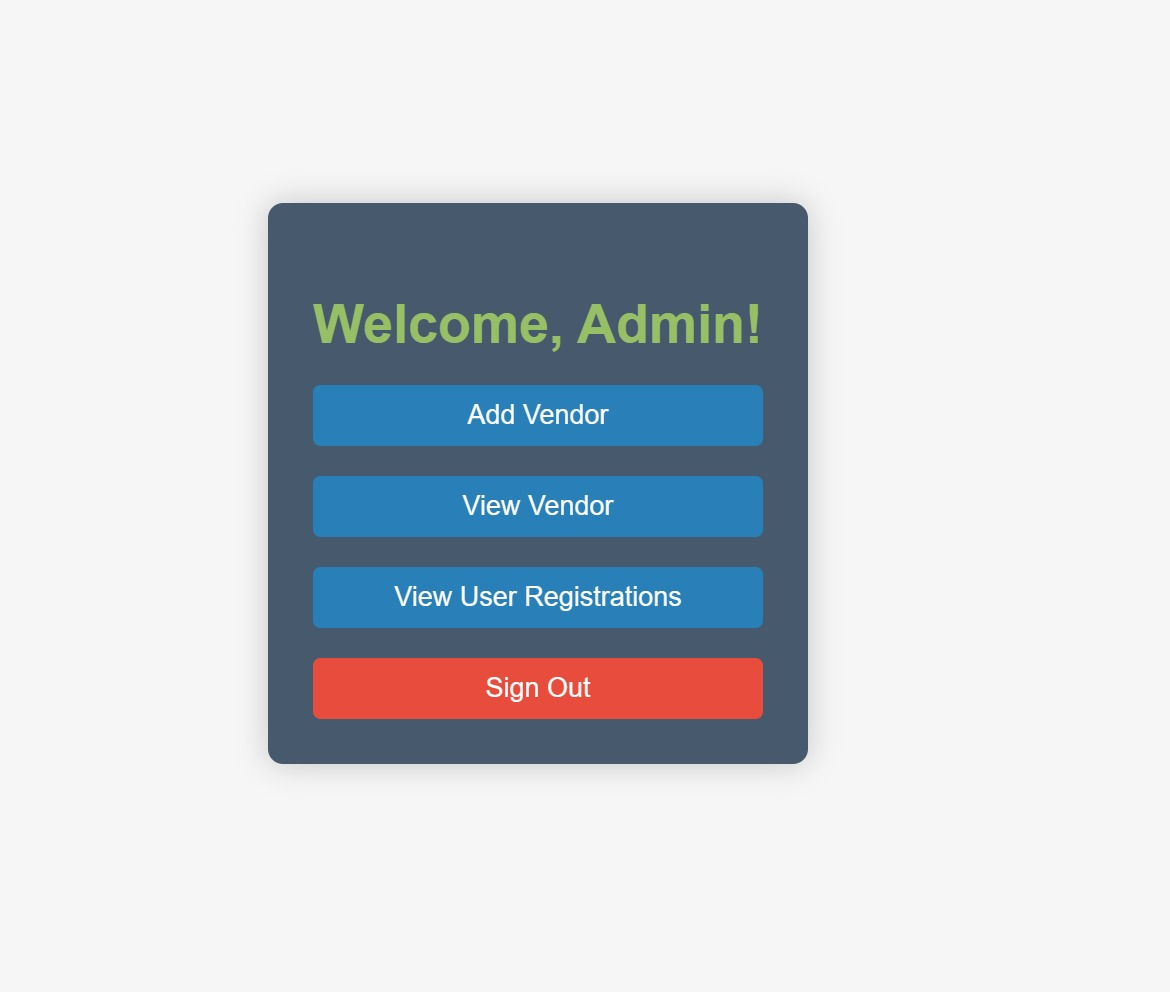 Welcome, Admin!
Add Vendor
View Vendor
View User Registrations
Sign Out